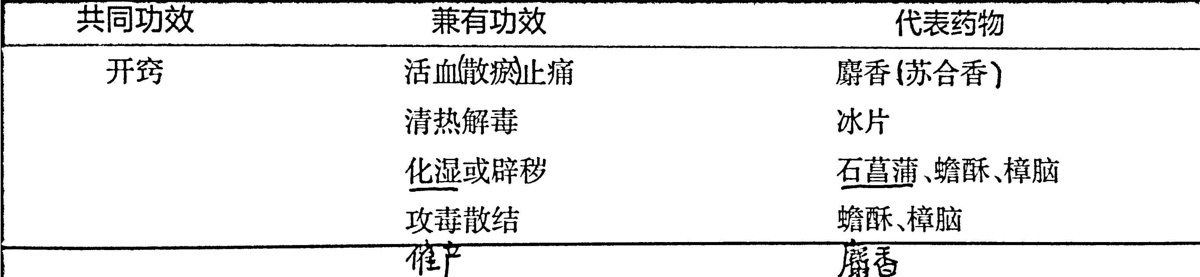 共同功效 兼有功效 代表药物
开窍 活血(散瘀)止痛 麝香(苏合香)
清热解毒 冰片
化湿或辟秽 石菖蒲、蟾酥、樟脑
攻毒散结 蟾酥、樟脑
催产 麝香